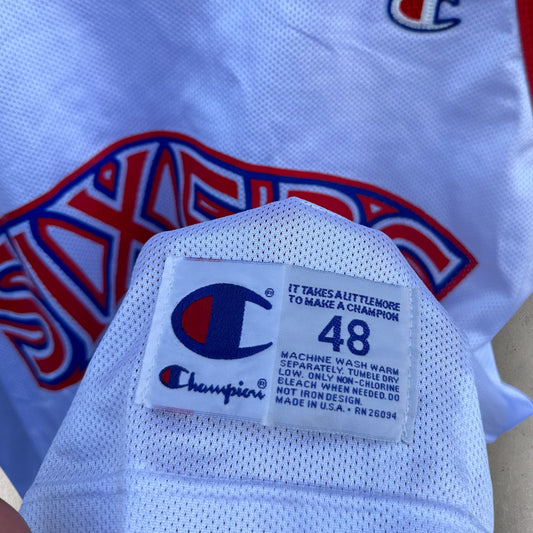 SIXERS
IT TAKES A LITTLE MORE
TO MAKE A CHAMPION
®
48
Champion®
MACHINE WASH WARM
SEPARATELY. TUMBLE DRY
LOW. ONLY NON-CHLORINE
BLEACH WHEN NEEDED. DO
NOT IRON DESIGN.
MADE IN U.S.A. • RN 26094